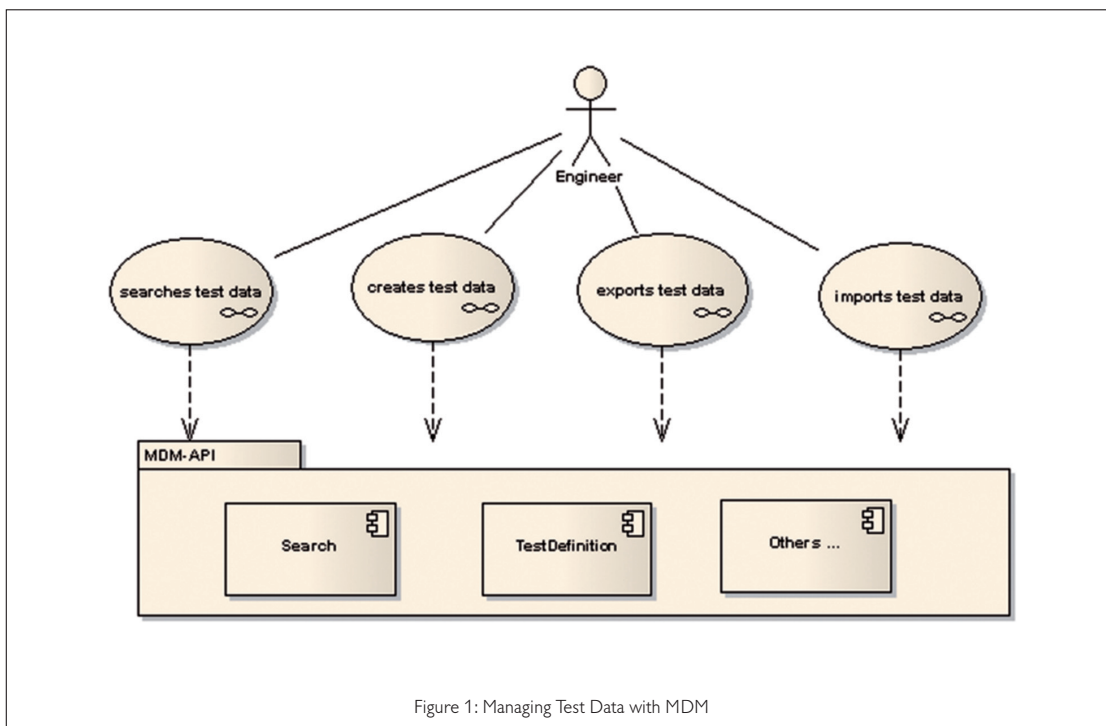 Engineer
searches test data
creates test data
exports test data
imports test data
MDM-API
Search
TestDefinition
Others ...
Figure 1: Managing Test Data with MDM